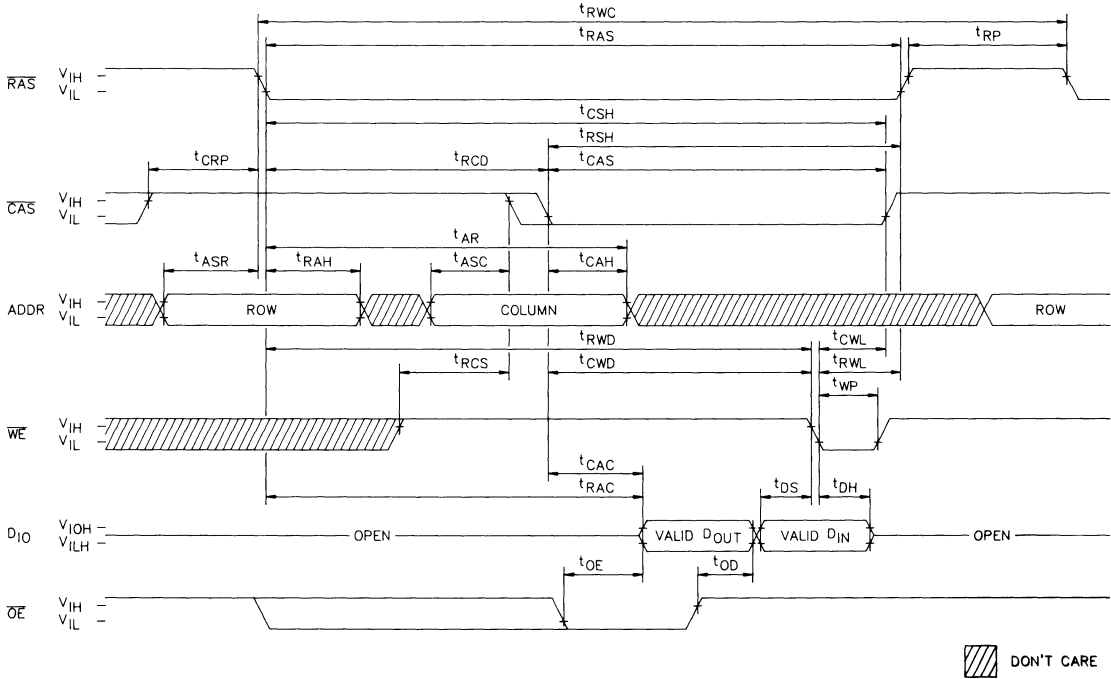 tRWC
tRAS
tRP
RAS
VIH
VIL
tCSH
tRSH
tCRP
tRCD
tCAS
CAS
VIH
VIL
tAR
tASR
tRAH
tASC
tCAH
ADDR
VIH
VIL
ROW
COLUMN
ROW
tRWD
tCWL
tRCS
tCWD
tRWL
tWP
WE
VIH
VIL
tCAC
tRAC
tDS
tDH
DIO
VIOH
VILH
OPEN
VALID DOUT
VALID DIN
OPEN
tOE
tOD
OE
VIH
VIL
DON'T CARE